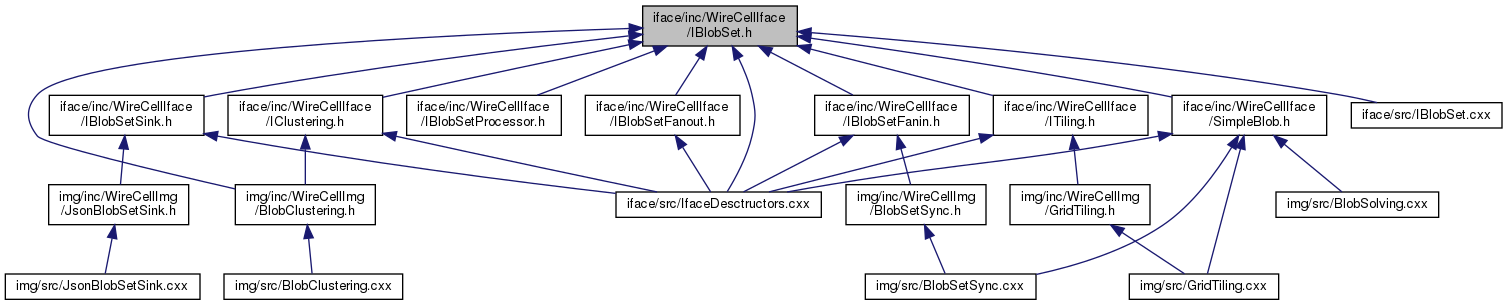 iface/inc/WireCellIface
/IBlobSet.h
iface/inc/WireCellIface
/IBlobSetSink.h
iface/inc/WireCellIface
/IClustering.h
iface/inc/WireCellIface
/IBlobSetProcessor.h
iface/inc/WireCellIface
/IBlobSetFanout.h
iface/inc/WireCellIface
/IBlobSetFanin.h
iface/inc/WireCellIface
/ITiling.h
iface/inc/WireCellIface
/SimpleBlob.h
iface/src/IBlobSet.cxx
img/inc/WireCellImg
/JsonBlobSetSink.h
img/inc/WireCellImg
/BlobClustering.h
iface/src/IfaceDesctructors.cxx
img/inc/WireCellImg
/BlobSetSync.h
img/inc/WireCellImg
/GridTiling.h
img/src/BlobSolving.cxx
img/src/JsonBlobSetSink.cxx
img/src/BlobClustering.cxx
img/src/BlobSetSync.cxx
img/src/GridTiling.cxx